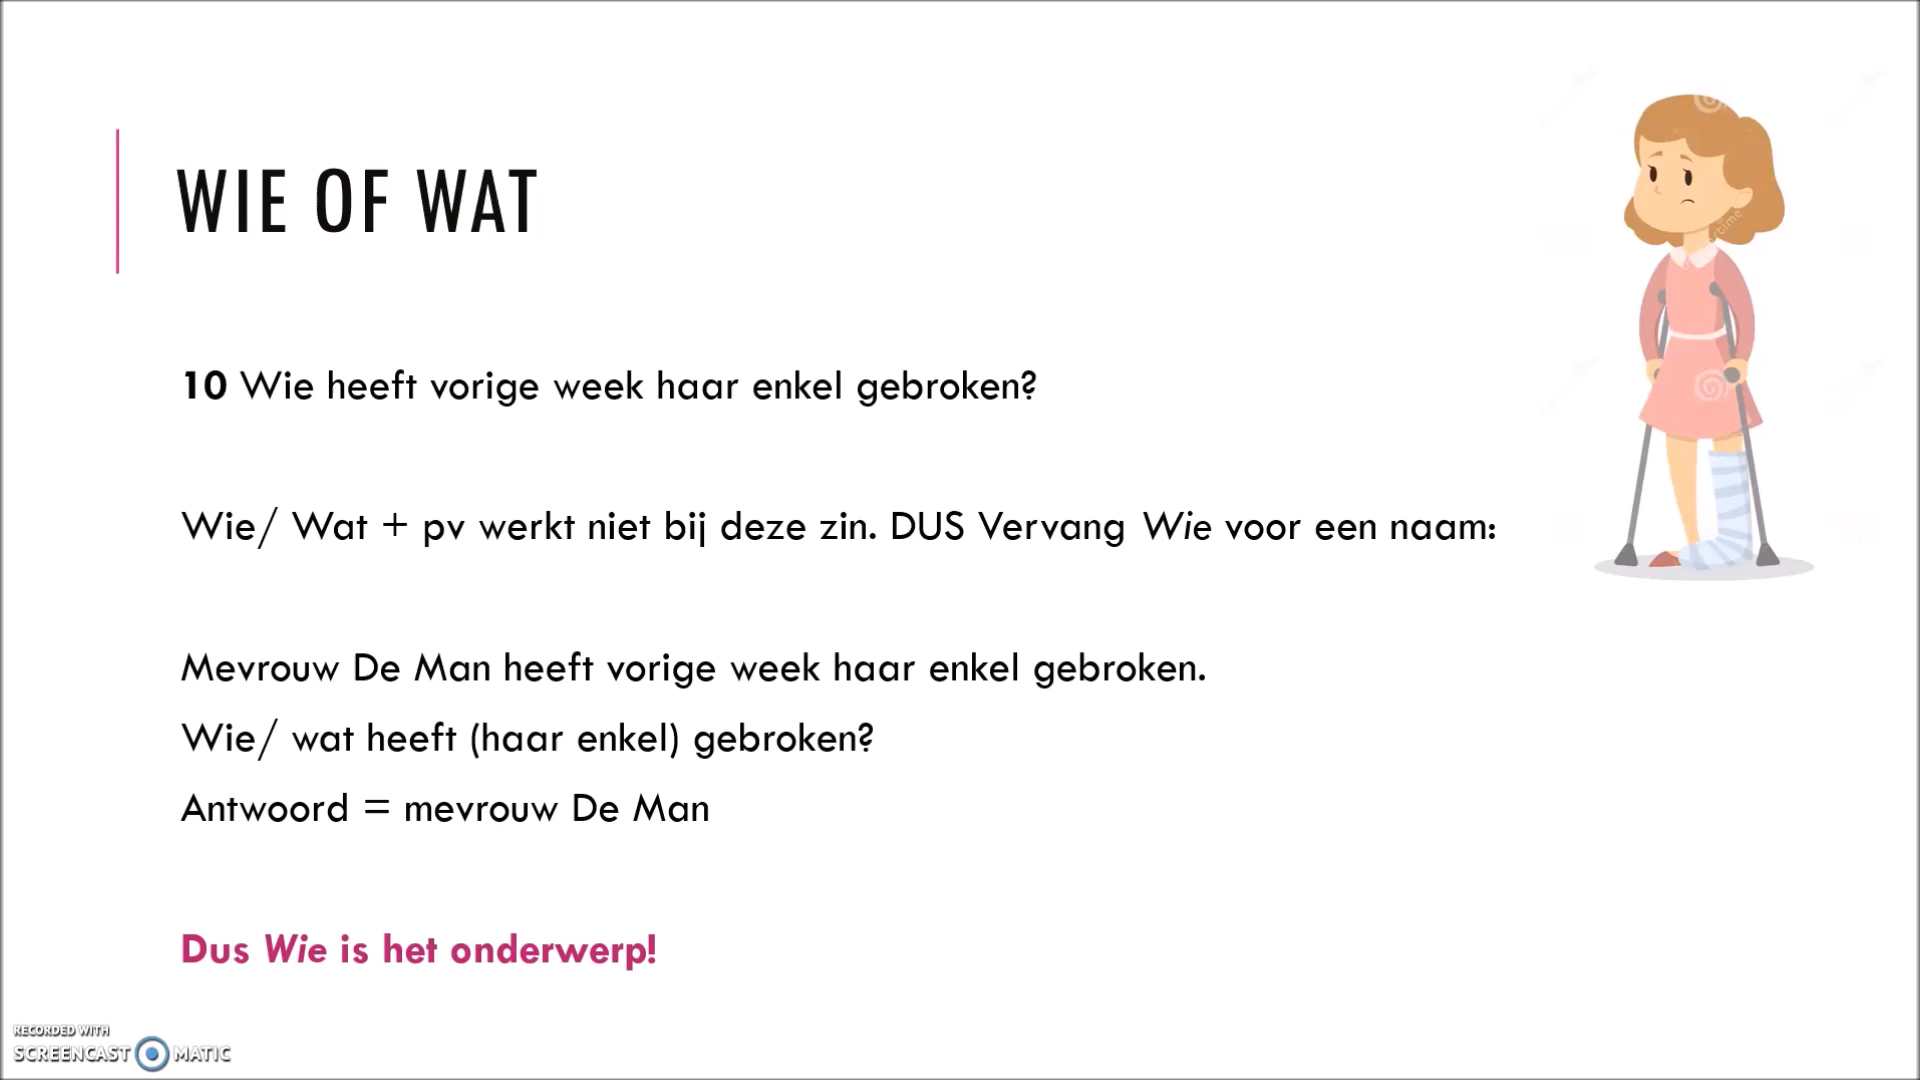 WIE OF WAT
10 Wie heeft vorige week haar enkel gebroken?
Wie/ Wat + pv werkt niet bij deze zin. DUS Vervang Wie voor een naam:
Mevrouw De Man heeft vorige week haar enkel gebroken.
Wie/ wat heeft (haar enkel) gebroken?
Antwoord = mevrouw De Man
Dus Wie is het onderwerp!
RECORDED WITH
SCREENCAST MATIC